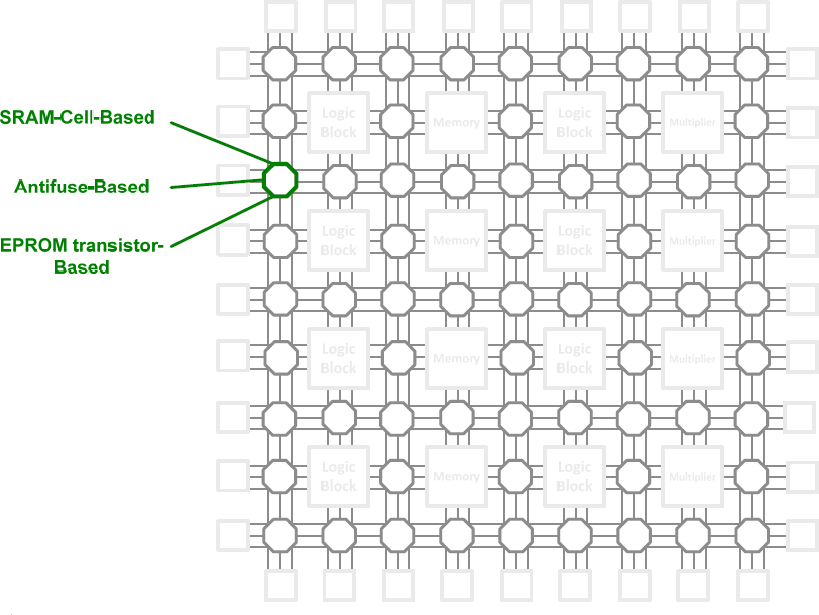 SRAM-Cell-Based
Antifuse-Based
EPROM transistor-
Based
Logic
Block
Memory
Logic
Block
Multiplier
Logic
Block
Memory
Logic
Block
Multiplier
Logic
Block
Memory
Logic
Block
Multiplier
Logic
Block
Memory
Logic
Block
Multiplier